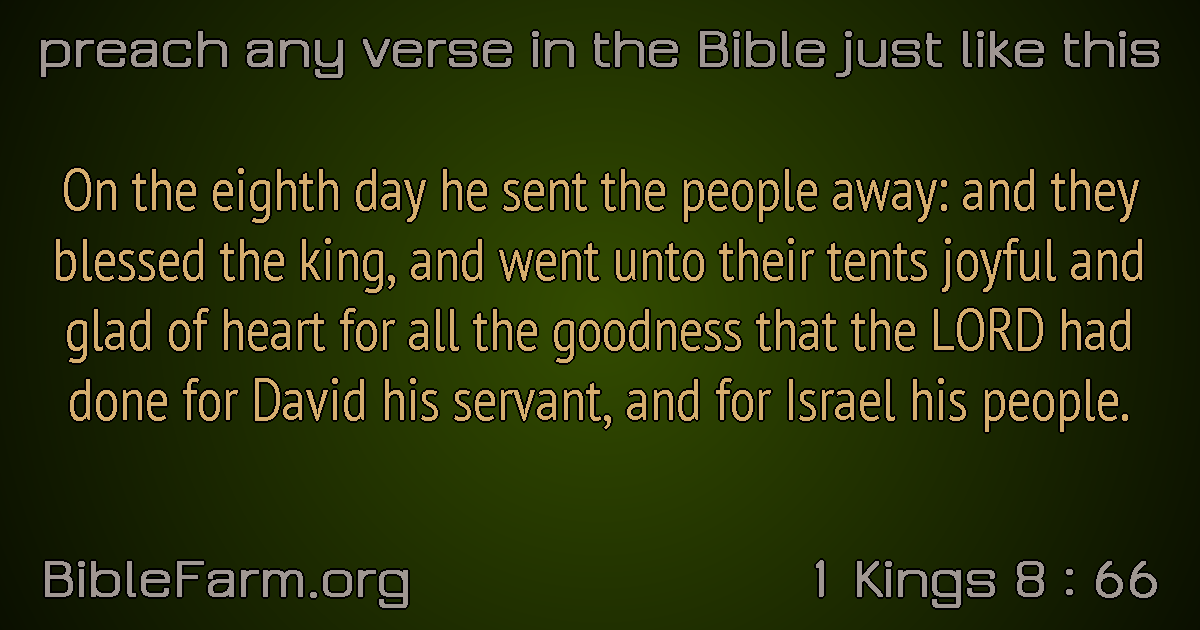 preach any verse in the Bible just like this
On the eighth day he sent the people away: and they
blessed the king, and went unto their tents joyful and
glad of heart for all the goodness that the LORD had
done for David his servant, and for Israel his people.
BibleFarm.org
1 Kings 8 : 66